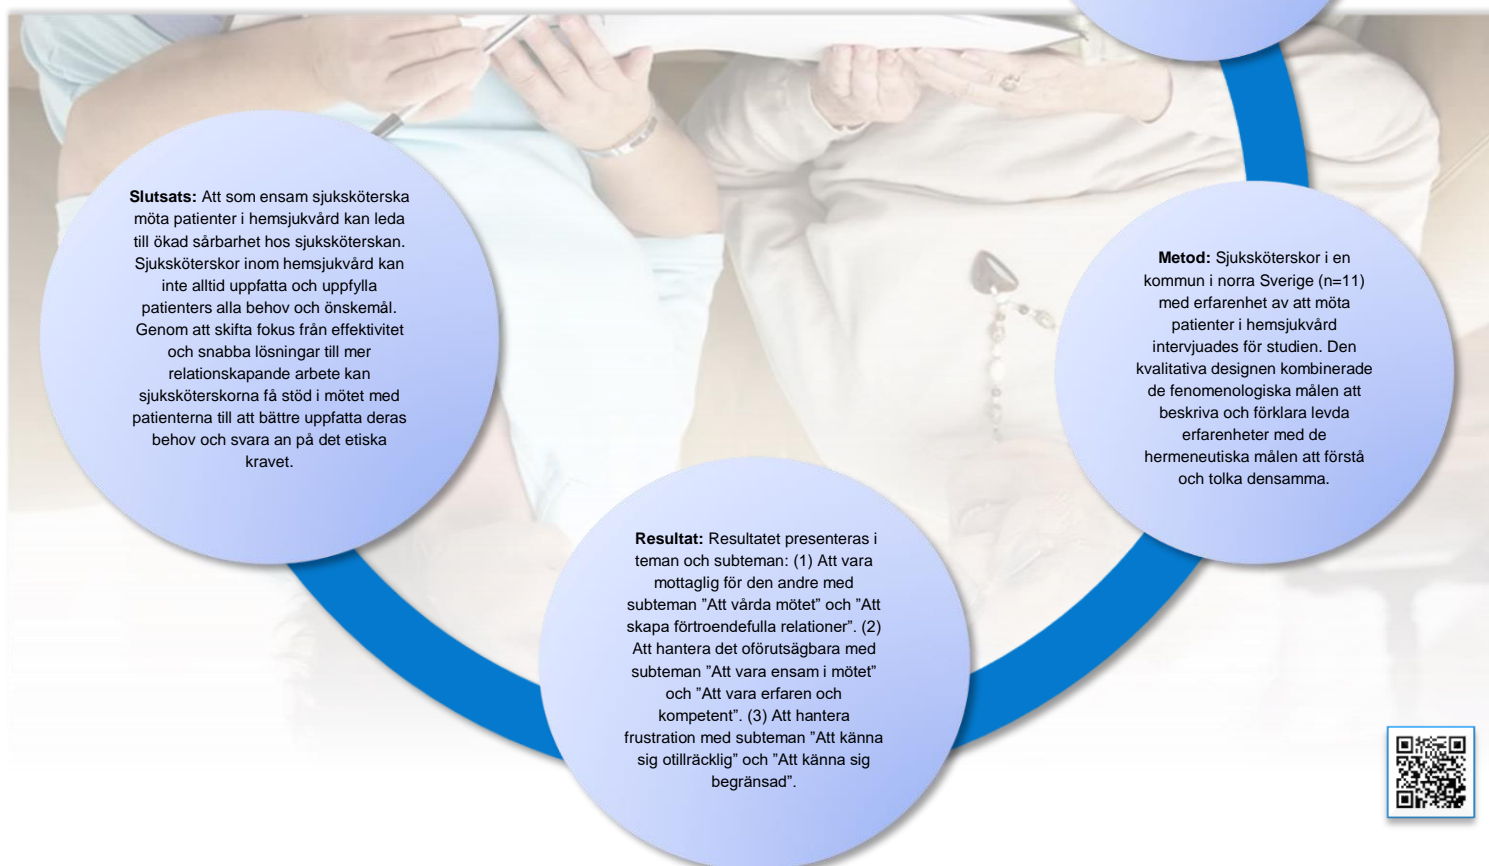 Slutsats: Att som ensam sjuksköterska
möta patienter i hemsjukvård kan leda
till ökad sårbarhet hos sjuksköterskan.
Sjuksköterskor inom hemsjukvård kan
inte alltid uppfatta och uppfylla
patienters alla behov och önskemål.
Genom att skifta fokus från effektivitet
och snabba lösningar till mer
relationskapande arbete kan
sjuksköterskorna få stöd i mötet med
patienterna till att bättre uppfatta deras
behov och svara an på det etiska
kravet.
Metod: Sjuksköterskor i en
kommun i norra Sverige (n=11)
med erfarenhet av att möta
patienter i hemsjukvård
intervjuades för studien. Den
kvalitativa designen kombinerade
de fenomenologiska målen att
beskriva och förklara levda
erfarenheter med de
hermeneutiska målen att förstå
och tolka densamma.
Resultat: Resultatet presenteras i
teman och subteman: (1) Att vara
mottaglig för den andre med
subteman ”Att vårda mötet” och ”Att
skapa förtroendefulla relationer”. (2)
Att hantera det oförutsägbara med
subteman ”Att vara ensam i mötet”
och ”Att vara erfaren och
kompetent”. (3) Att hantera
frustration med subteman ”Att känna
sig otillräcklig” och ”Att känna sig
begränsad”.